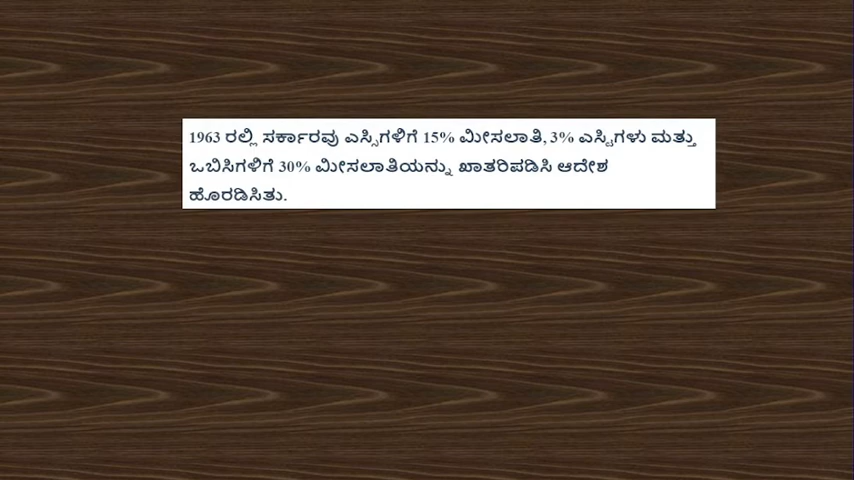 1963 ರಲ್ಲಿ ಸರ್ಕಾರವು ಎಸ್ಸಿಗಳಿಗೆ 15% ಮೀಸಲಾತಿ, 3% ಎಸ್ಟಿಗಳು ಮತ್ತು
ಒಬಿಸಿಗಳಿಗೆ 30% ಮೀಸಲಾತಿಯನ್ನು ಖಾತರಿಪಡಿಸಿ ಆದೇಶ
ಹೊರಡಿಸಿತು.